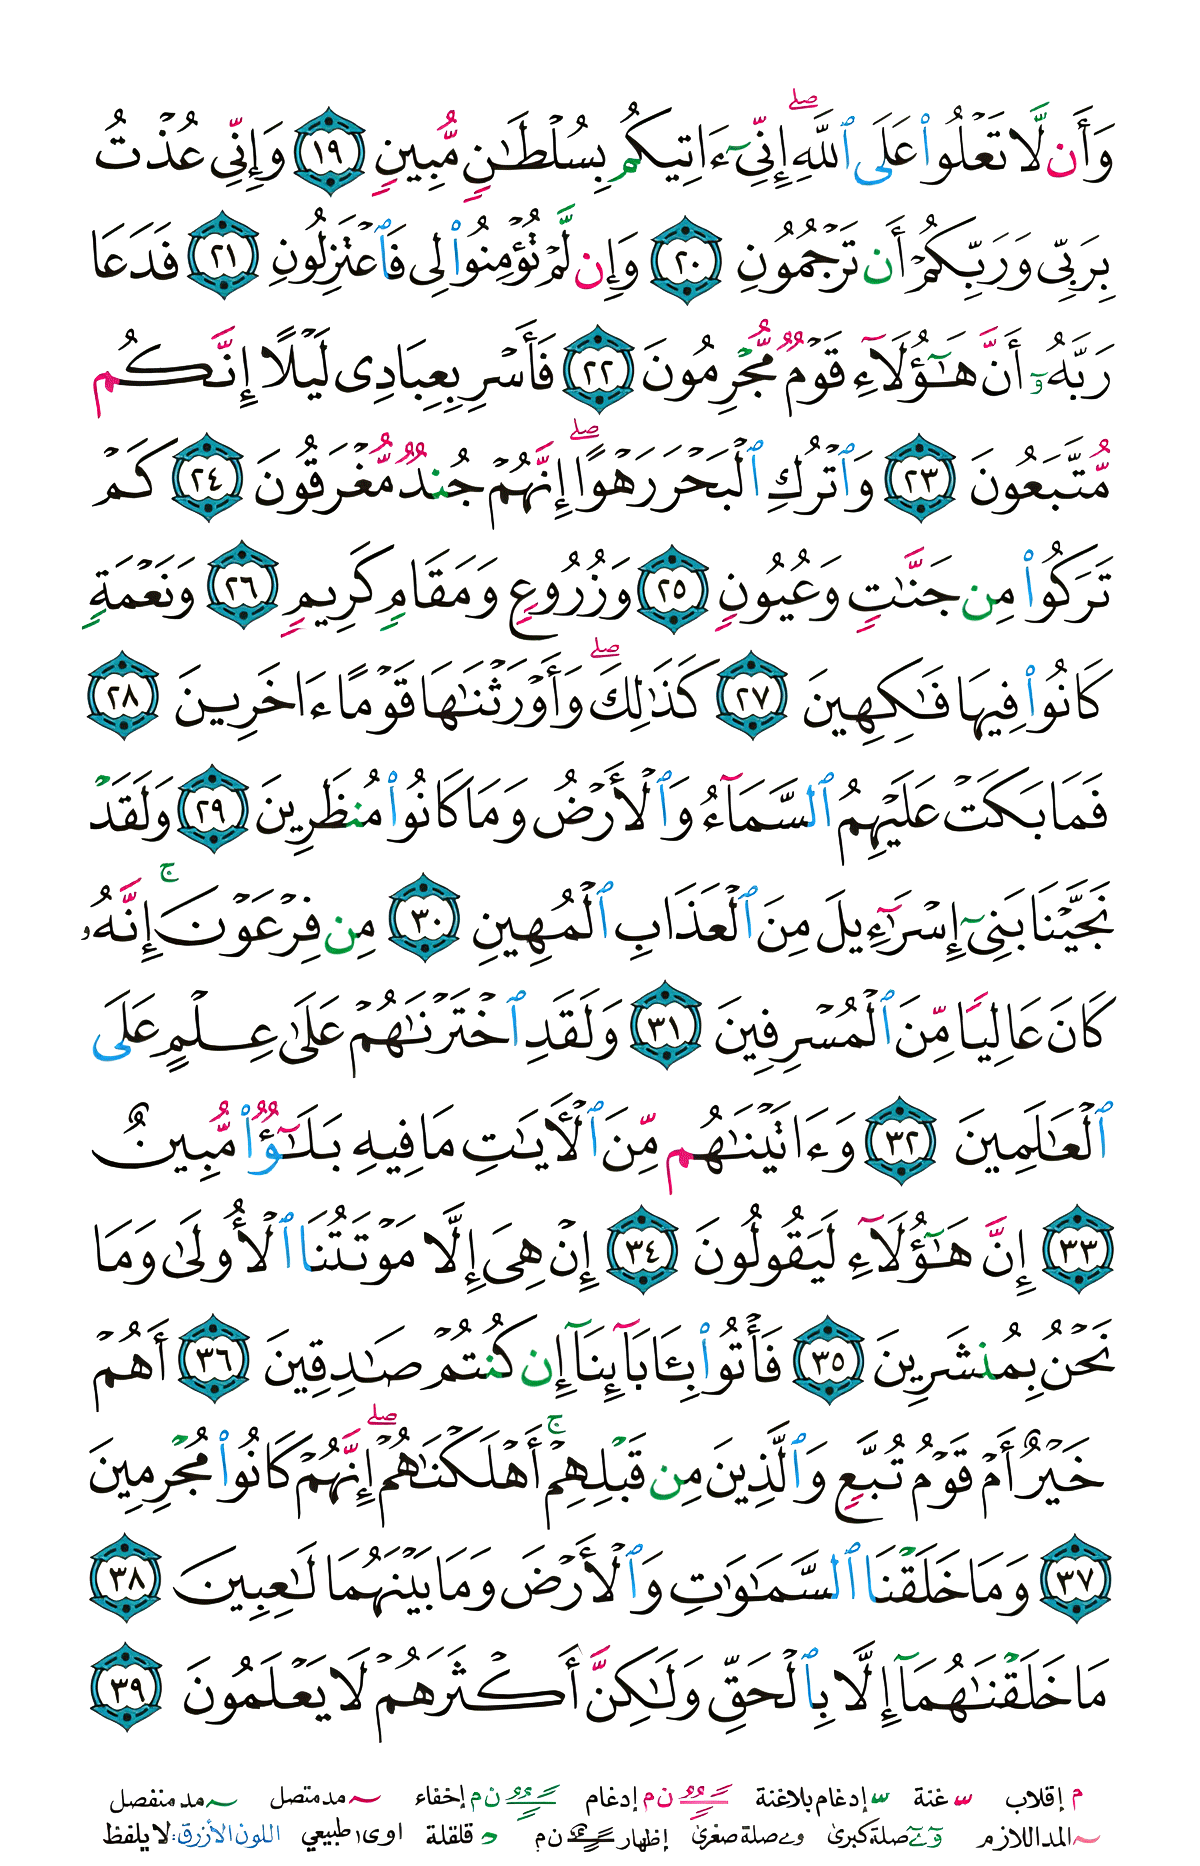 وَأَن لَّا تَعْلُوا۟ عَلَى ٱللَّهِ ۖ إِنِّىٓ ءَاتِيكُم بِسُلْطَـٰنٍ مُّبِينٍ ١٩ وَإِنِّى عُذْتُ
بِرَبِّى وَرَبِّكُمْ أَن تَرْجُمُونِ ٢٠ وَإِن لَّمْ تُؤْمِنُوا۟ لِى فَٱعْتَزِلُونِ ٢١ فَدَعَا
رَبَّهُۥٓ أَنَّ هَـٰٓؤُلَآءِ قَوْمٌ مُّجْرِمُونَ ٢٢ فَأَسْرِ بِعِبَادِى لَيْلًا إِنَّكُم
مُّتَّبَعُونَ ٢٣ وَٱتْرُكِ ٱلْبَحْرَ رَهْوًا ۖ إِنَّهُمْ جُندٌ مُّغْرَقُونَ ٢٤ كَمْ
تَرَكُوا۟ مِن جَنَّـٰتٍ وَعُيُونٍ ٢٥ وَزُرُوعٍ وَمَقَامٍ كَرِيمٍ ٢٦ وَنَعْمَةٍ
كَانُوا۟ فِيهَا فَـٰكِهِينَ ٢٧ كَذَٰلِكَ ۖ وَأَوْرَثْنَـٰهَا قَوْمًا ءَاخَرِينَ ٢٨
فَمَا بَكَتْ عَلَيْهِمُ ٱلسَّمَآءُ وَٱلْأَرْضُ وَمَا كَانُوا۟ مُنظَرِينَ ٢٩ وَلَقَدْ
نَجَّيْنَا بَنِىٓ إِسْرَٰٓءِيلَ مِنَ ٱلْعَذَابِ ٱلْمُهِينِ ٣٠ مِن فِرْعَوْنَ ۚ إِنَّهُۥ
كَانَ عَالِيًا مِّنَ ٱلْمُسْرِفِينَ ٣١ وَلَقَدِ ٱخْتَرْنَـٰهُمْ عَلَىٰ عِلْمٍ عَلَى
ٱلْعَـٰلَمِينَ ٣٢ وَءَاتَيْنَـٰهُم مِّنَ ٱلْـَٔايَـٰتِ مَا فِيهِ بَلَـٰٓؤٌا۟ مُّبِينٌ
٣٣ إِنَّ هَـٰٓؤُلَآءِ لَيَقُولُونَ ٣٤ إِنْ هِىَ إِلَّا مَوْتَتُنَا ٱلْأُولَىٰ وَمَا
نَحْنُ بِمُنشَرِينَ ٣٥ فَأْتُوا۟ بِـَٔابَآئِنَآ إِن كُنتُمْ صَـٰدِقِينَ ٣٦ أَهُمْ
خَيْرٌ أَمْ قَوْمُ تُبَّعٍ وَٱلَّذِينَ مِن قَبْلِهِمْ ۚ أَهْلَكْنَـٰهُمْ ۖ إِنَّهُمْ كَانُوا۟ مُجْرِمِينَ
٣٧ وَمَا خَلَقْنَا ٱلسَّمَـٰوَٰتِ وَٱلْأَرْضَ وَمَا بَيْنَهُمَا لَـٰعِبِينَ ٣٨
مَا خَلَقْنَـٰهُمَآ إِلَّا بِٱلْحَقِّ وَلَـٰكِنَّ أَكْثَرَهُمْ لَا يَعْلَمُونَ ٣٩
م إقلاب غنة إدغام بلاغنة ن م إدغام ن م إخفاء مد متصل مد منفصل
المد اللازم صلة كبرى وے صلة صغرى إظهار ن م قلقلة اوى طبيعي اللون الأزرق: لا يلفظ